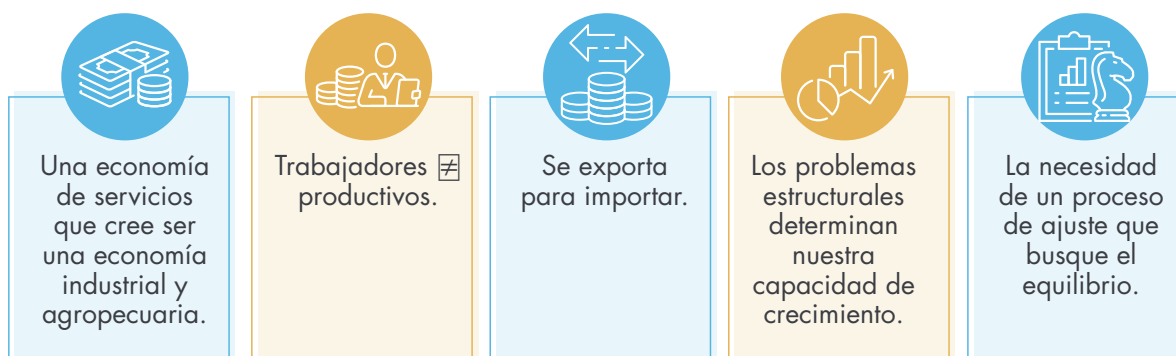 Una economía
de servicios
que cree ser
una economía
industrial y
agropecuaria.
Trabajadores ≠
productivos.
Se exporta
para importar.
Los problemas
estructurales
determinan
nuestra
capacidad de
crecimiento.
La necesidad
de un proceso
de ajuste que
busque el
equilibrio.